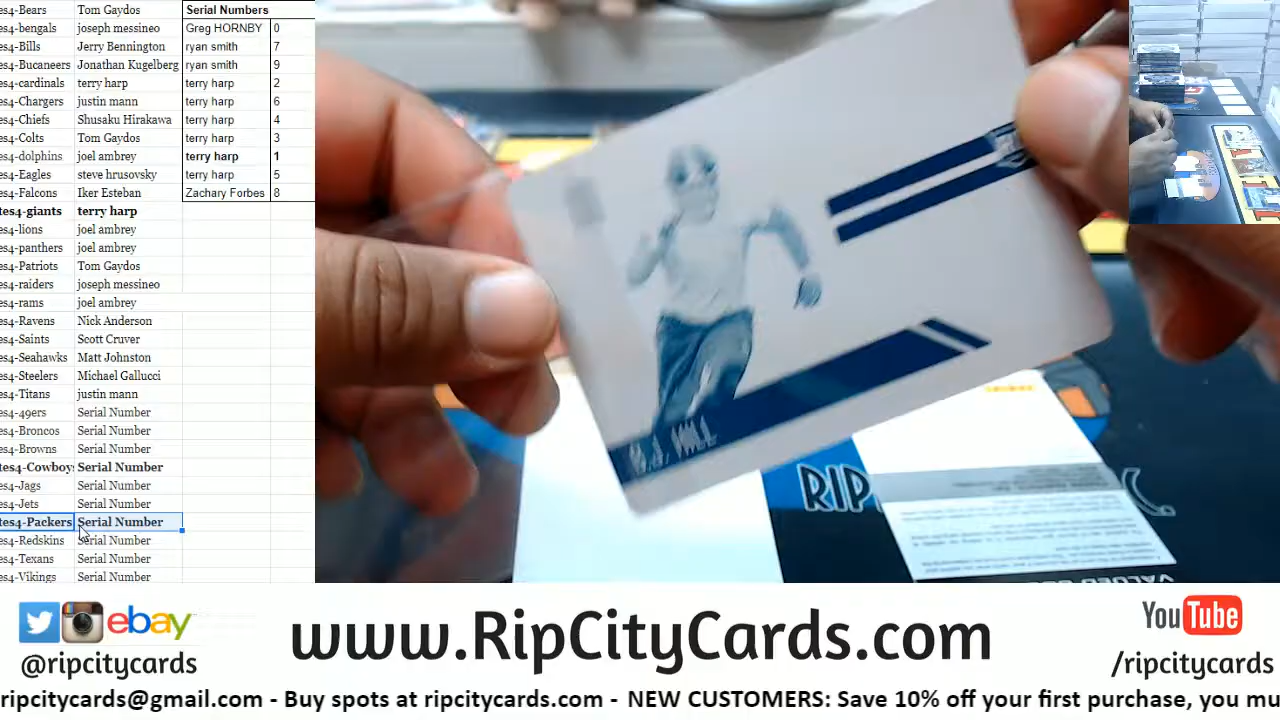 es4-Bears Tom Gaydos Serial Numbers
es4-bengals joseph messineo Greg HORNBY 0
es4-Bills Jerry Bennington ryan smith 7
es4-Bucaneers Jonathan Kugelberg ryan smith 9
es4-cardinals terry harp terry harp 2
es4-Chargers justin mann terry harp 6
es4-Chiefs Shusaku Hirakawa terry harp 4
es4-Colts Tom Gaydos terry harp 3
es4-dolphins joel ambrey terry harp 1
es4-Eagles steve hrusovsky terry harp 5
es4-Falcons Iker Esteban Zachary Forbes 8
tes4-giants terry harp
es4-lions joel ambrey
es4-panthers joel ambrey
es4-Patriots Tom Gaydos
es4-raiders joseph messineo
es4-rams joel ambrey
es4-Ravens Nick Anderson
es4-Saints Scott Cruver
es4-Seahawks Matt Johnston
es4-Steelers Michael Gallucci
es4-Titans justin mann
es4-49ers Serial Number
es4-Broncos Serial Number
es4-Browns Serial Number
tes4-Cowboys Serial Number
es4-Jags Serial Number
es4-Jets Serial Number
tes4-Packers Serial Number
es4-Redskins Serial Number
es4-Texans Serial Number
es4-Vikings Serial Number
RIP
ebay
@ripcitycards
www.RipCityCards.com
YouTube
/ripcitycards
ripcitycards@gmail.com - Buy spots at ripcitycards.com - NEW CUSTOMERS: Save 10% off your first purchase, you mu